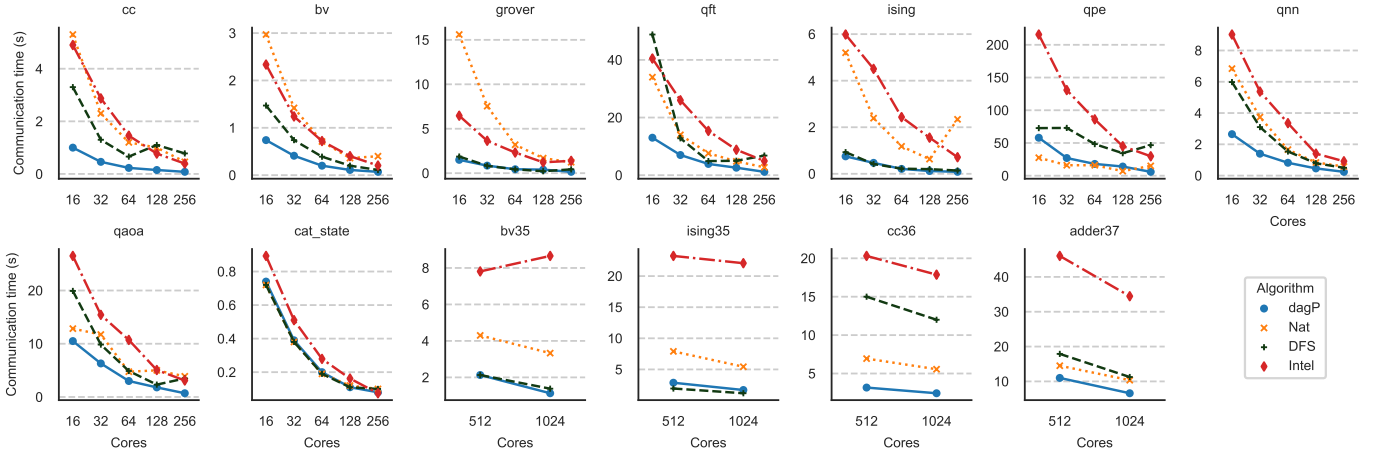 cc bv grover qft ising qpe qnn
Communication time (s)
4 2 0
3 2 1 0
15 10 5 0
40 20 0
6 4 2 0
200 150 100 50 0
8 6 4 2 0
16 32 64 128 256
16 32 64 128 256
16 32 64 128 256
16 32 64 128 256
16 32 64 128 256
16 32 64 128 256
16 32 64 128 256
Cores
qaoa cat_state bv35 ising35 cc36 adder37
Communication time (s)
20 10 0
0.8 0.6 0.4 0.2
8 6 4 2
20 15 10 5
20 15 10 5
40 30 20 10
16 32 64 128 256
16 32 64 128 256
512 1024
512 1024
512 1024
512 1024
Cores Cores Cores Cores Cores Cores
Algorithm
dagP
Nat
DFS
Intel